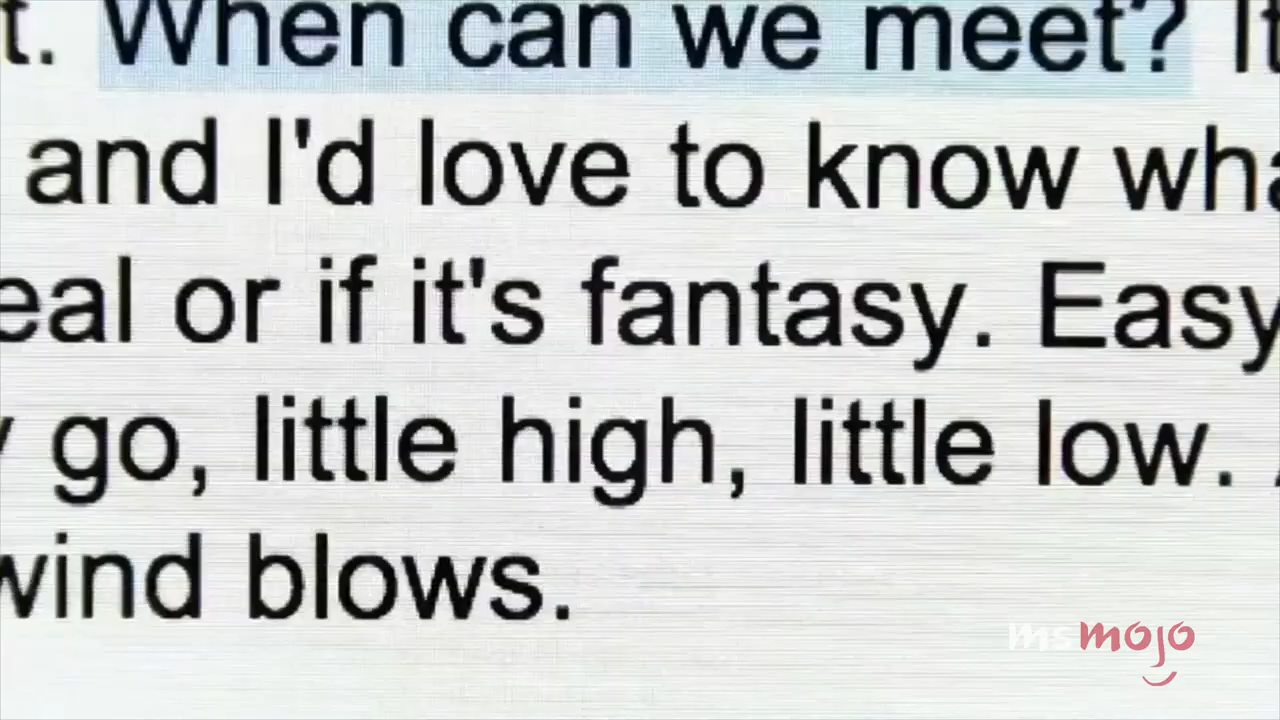 t. When can we meet? It
and I'd love to know wha
eal or if it's fantasy. Easy
go, little high, little low.
wind blows.
msmojo